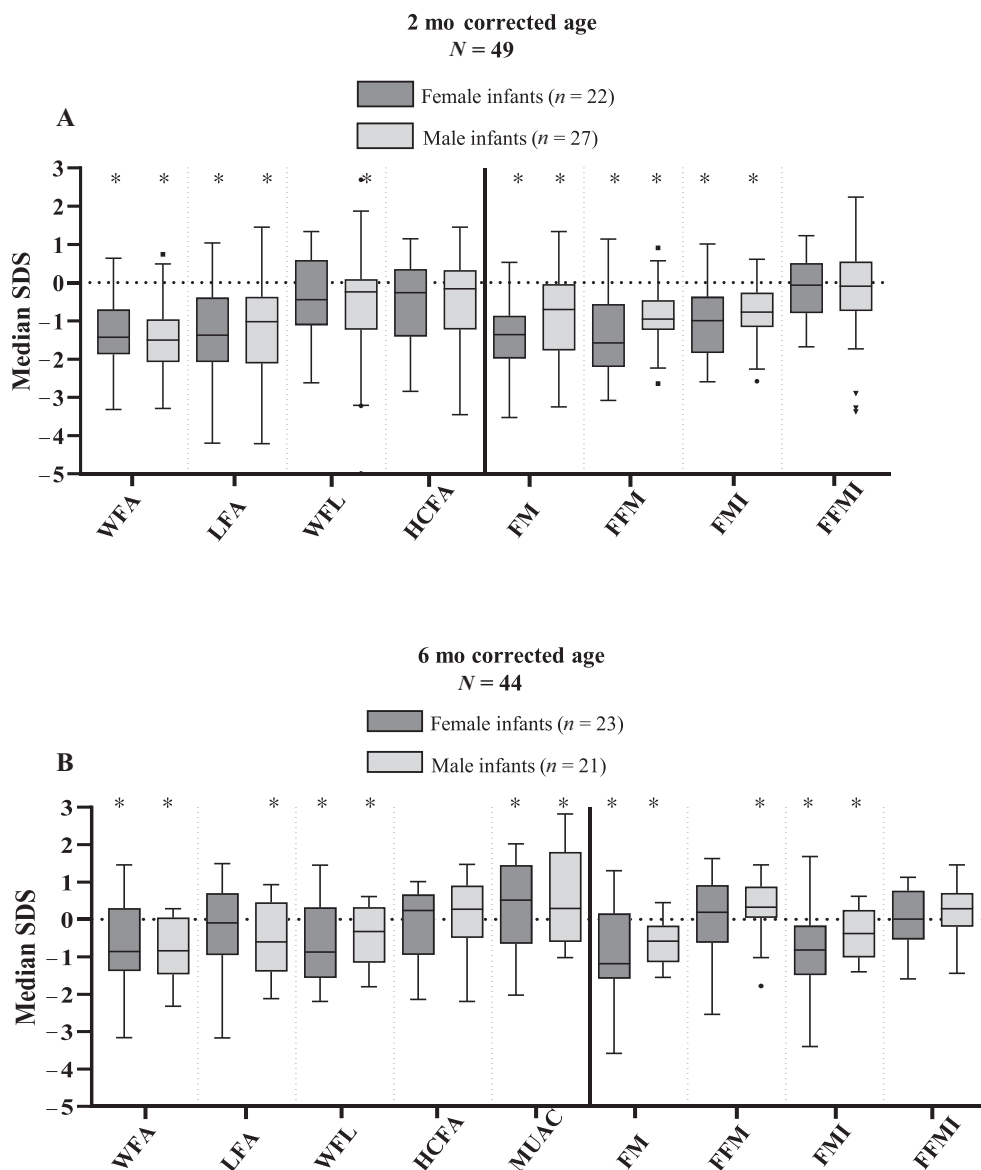 2 mo corrected age
N = 49
Female infants (n = 22)
A
Male infants (n = 27)
* * * * * * * * * * *
3
2
1
0
−1
−2
−3
−4
−5
Median SDS
WFA LFA WFL HCFA FM FFM FMI FFMI
6 mo corrected age
N = 44
Female infants (n = 23)
B
Male infants (n = 21)
* * * * * * * * * * * *
3
2
1
0
−1
−2
−3
−4
−5
Median SDS
WFA LFA WFL HCFA MUAC FM FFM FMI FFMI